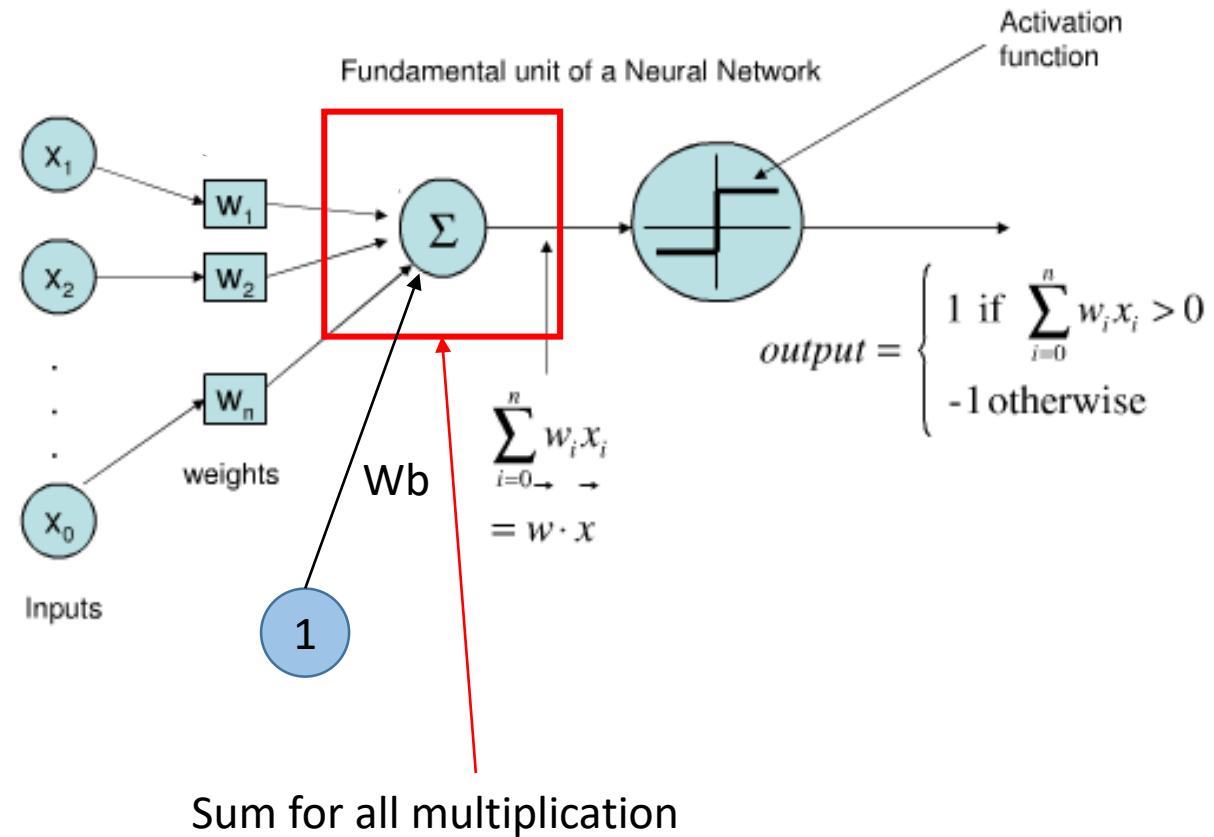 Activation
function
Fundamental unit of a Neural Network
x₁
w₁
Σ
x₂
w₂
.
.
.
wₙ
weights
x₀
Inputs
Wb
1
n
∑ wᵢxᵢ
i=0
= w⃗ · x⃗
output = { 1 if ∑ᵢ₌₀ⁿ wᵢxᵢ > 0
-1 otherwise
Sum for all multiplication